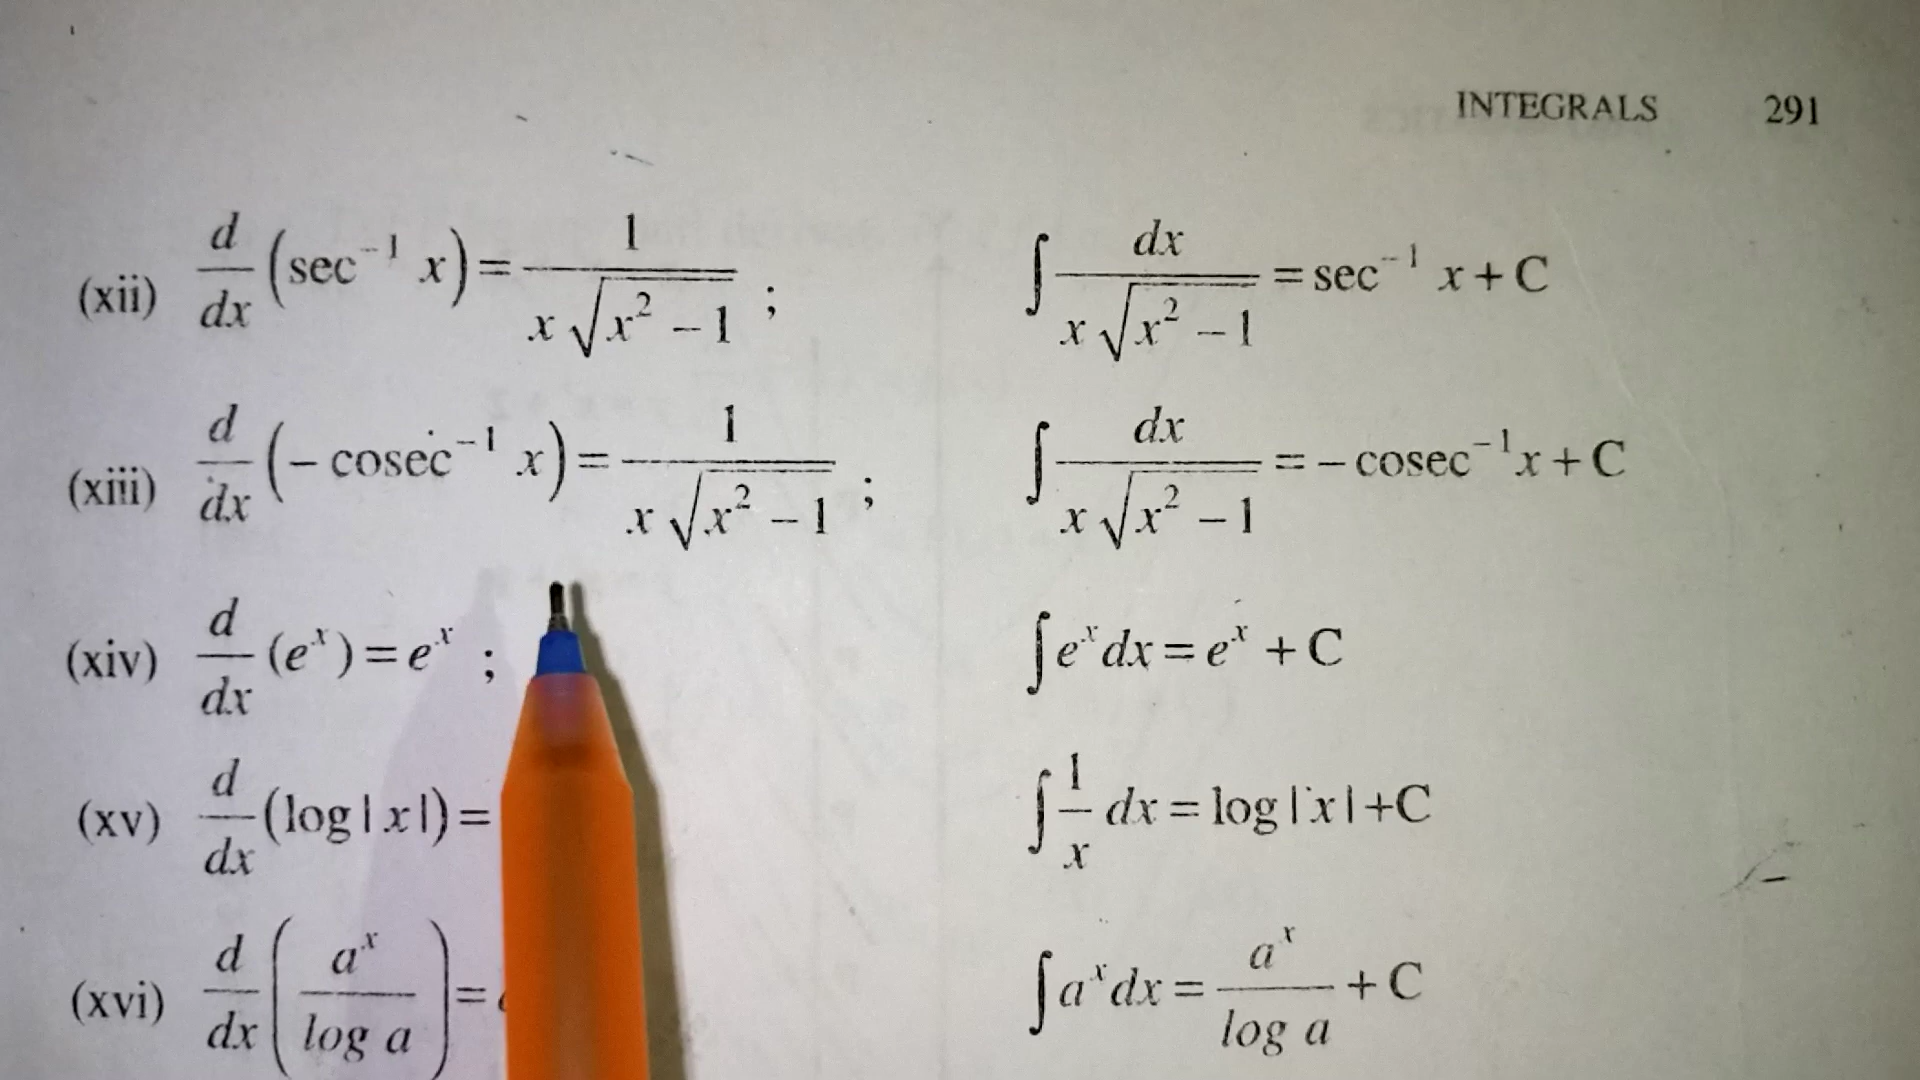 INTEGRALS 291
(xii) d/dx (sec⁻¹ x) = 1/(x√(x² – 1)) ; ∫ dx/(x√(x² – 1)) = sec⁻¹ x + C
(xiii) d/dx (– cosec⁻¹ x) = 1/(x√(x² – 1)) ; ∫ dx/(x√(x² – 1)) = – cosec⁻¹ x + C
(xiv) d/dx (eˣ) = eˣ ; ∫ eˣ dx = eˣ + C
(xv) d/dx (log | x |) = ∫ 1/x dx = log | x | + C
(xvi) d/dx (aˣ/log a) = ∫ aˣ dx = aˣ/log a + C